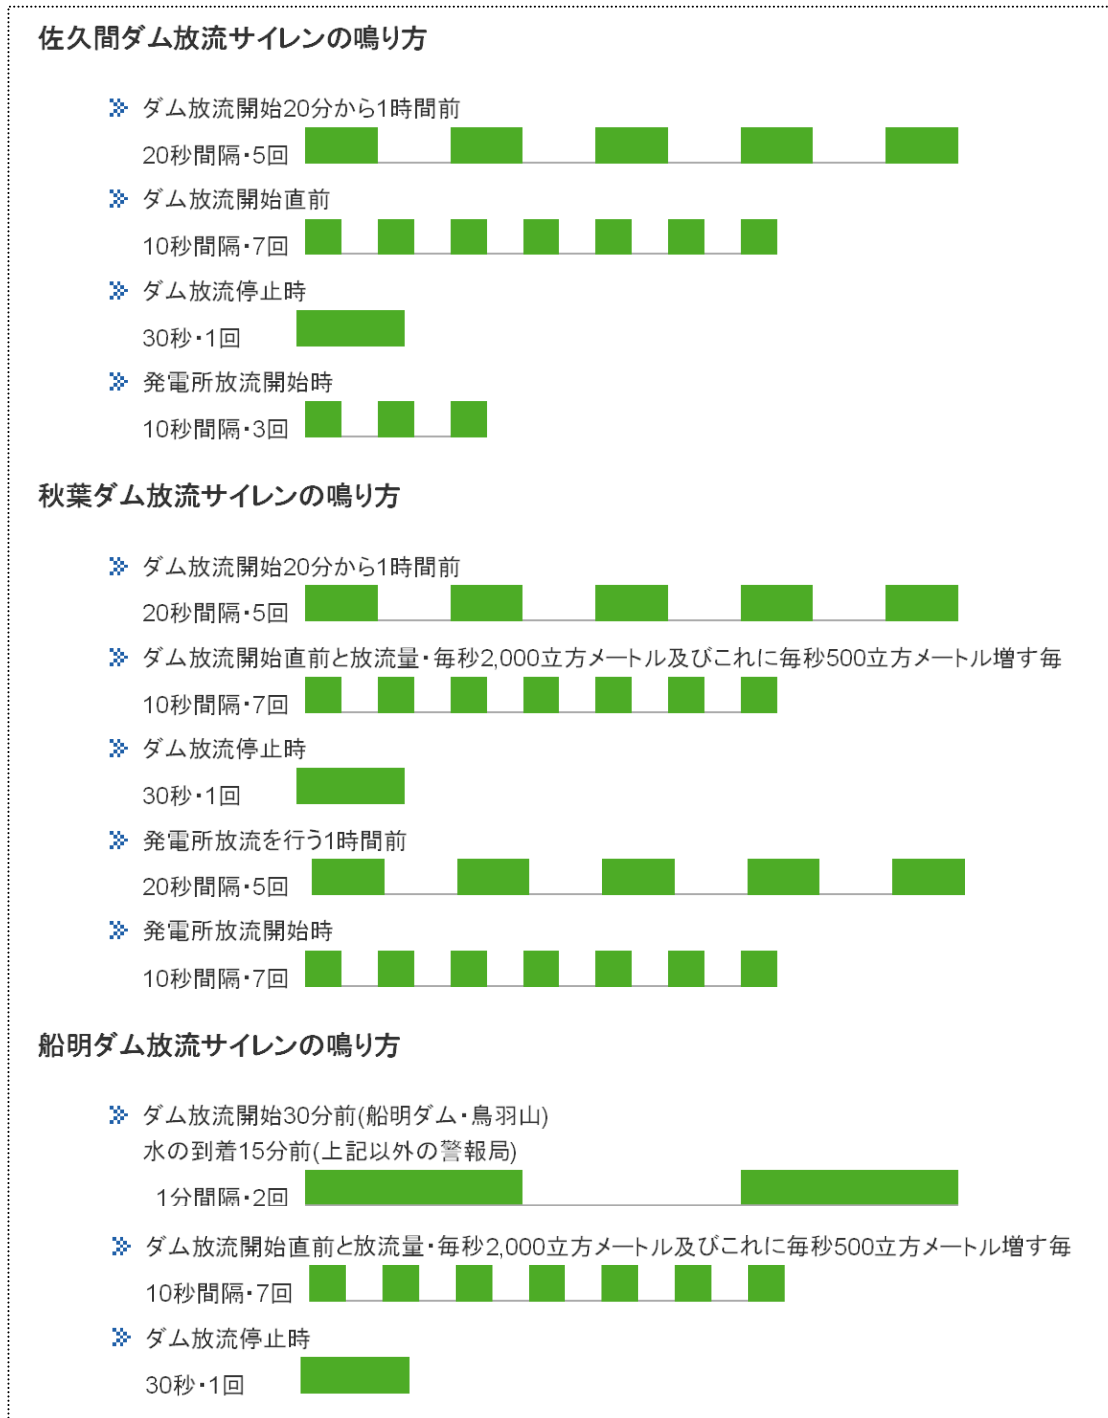 佐久間ダム放流サイレンの鳴り方
ダム放流開始20分から1時間前
20秒間隔・5回
ダム放流開始直前
10秒間隔・7回
ダム放流停止時
30秒・1回
発電所放流開始時
10秒間隔・3回
秋葉ダム放流サイレンの鳴り方
ダム放流開始20分から1時間前
20秒間隔・5回
ダム放流開始直前と放流量・毎秒2,000立方メートル及びこれに毎秒500立方メートル増す毎
10秒間隔・7回
ダム放流停止時
30秒・1回
発電所放流を行う1時間前
20秒間隔・5回
発電所放流開始時
10秒間隔・7回
船明ダム放流サイレンの鳴り方
ダム放流開始30分前(船明ダム・鳥羽山)
水の到着15分前(上記以外の警報局)
1分間隔・2回
ダム放流開始直前と放流量・毎秒2,000立方メートル及びこれに毎秒500立方メートル増す毎
10秒間隔・7回
ダム放流停止時
30秒・1回